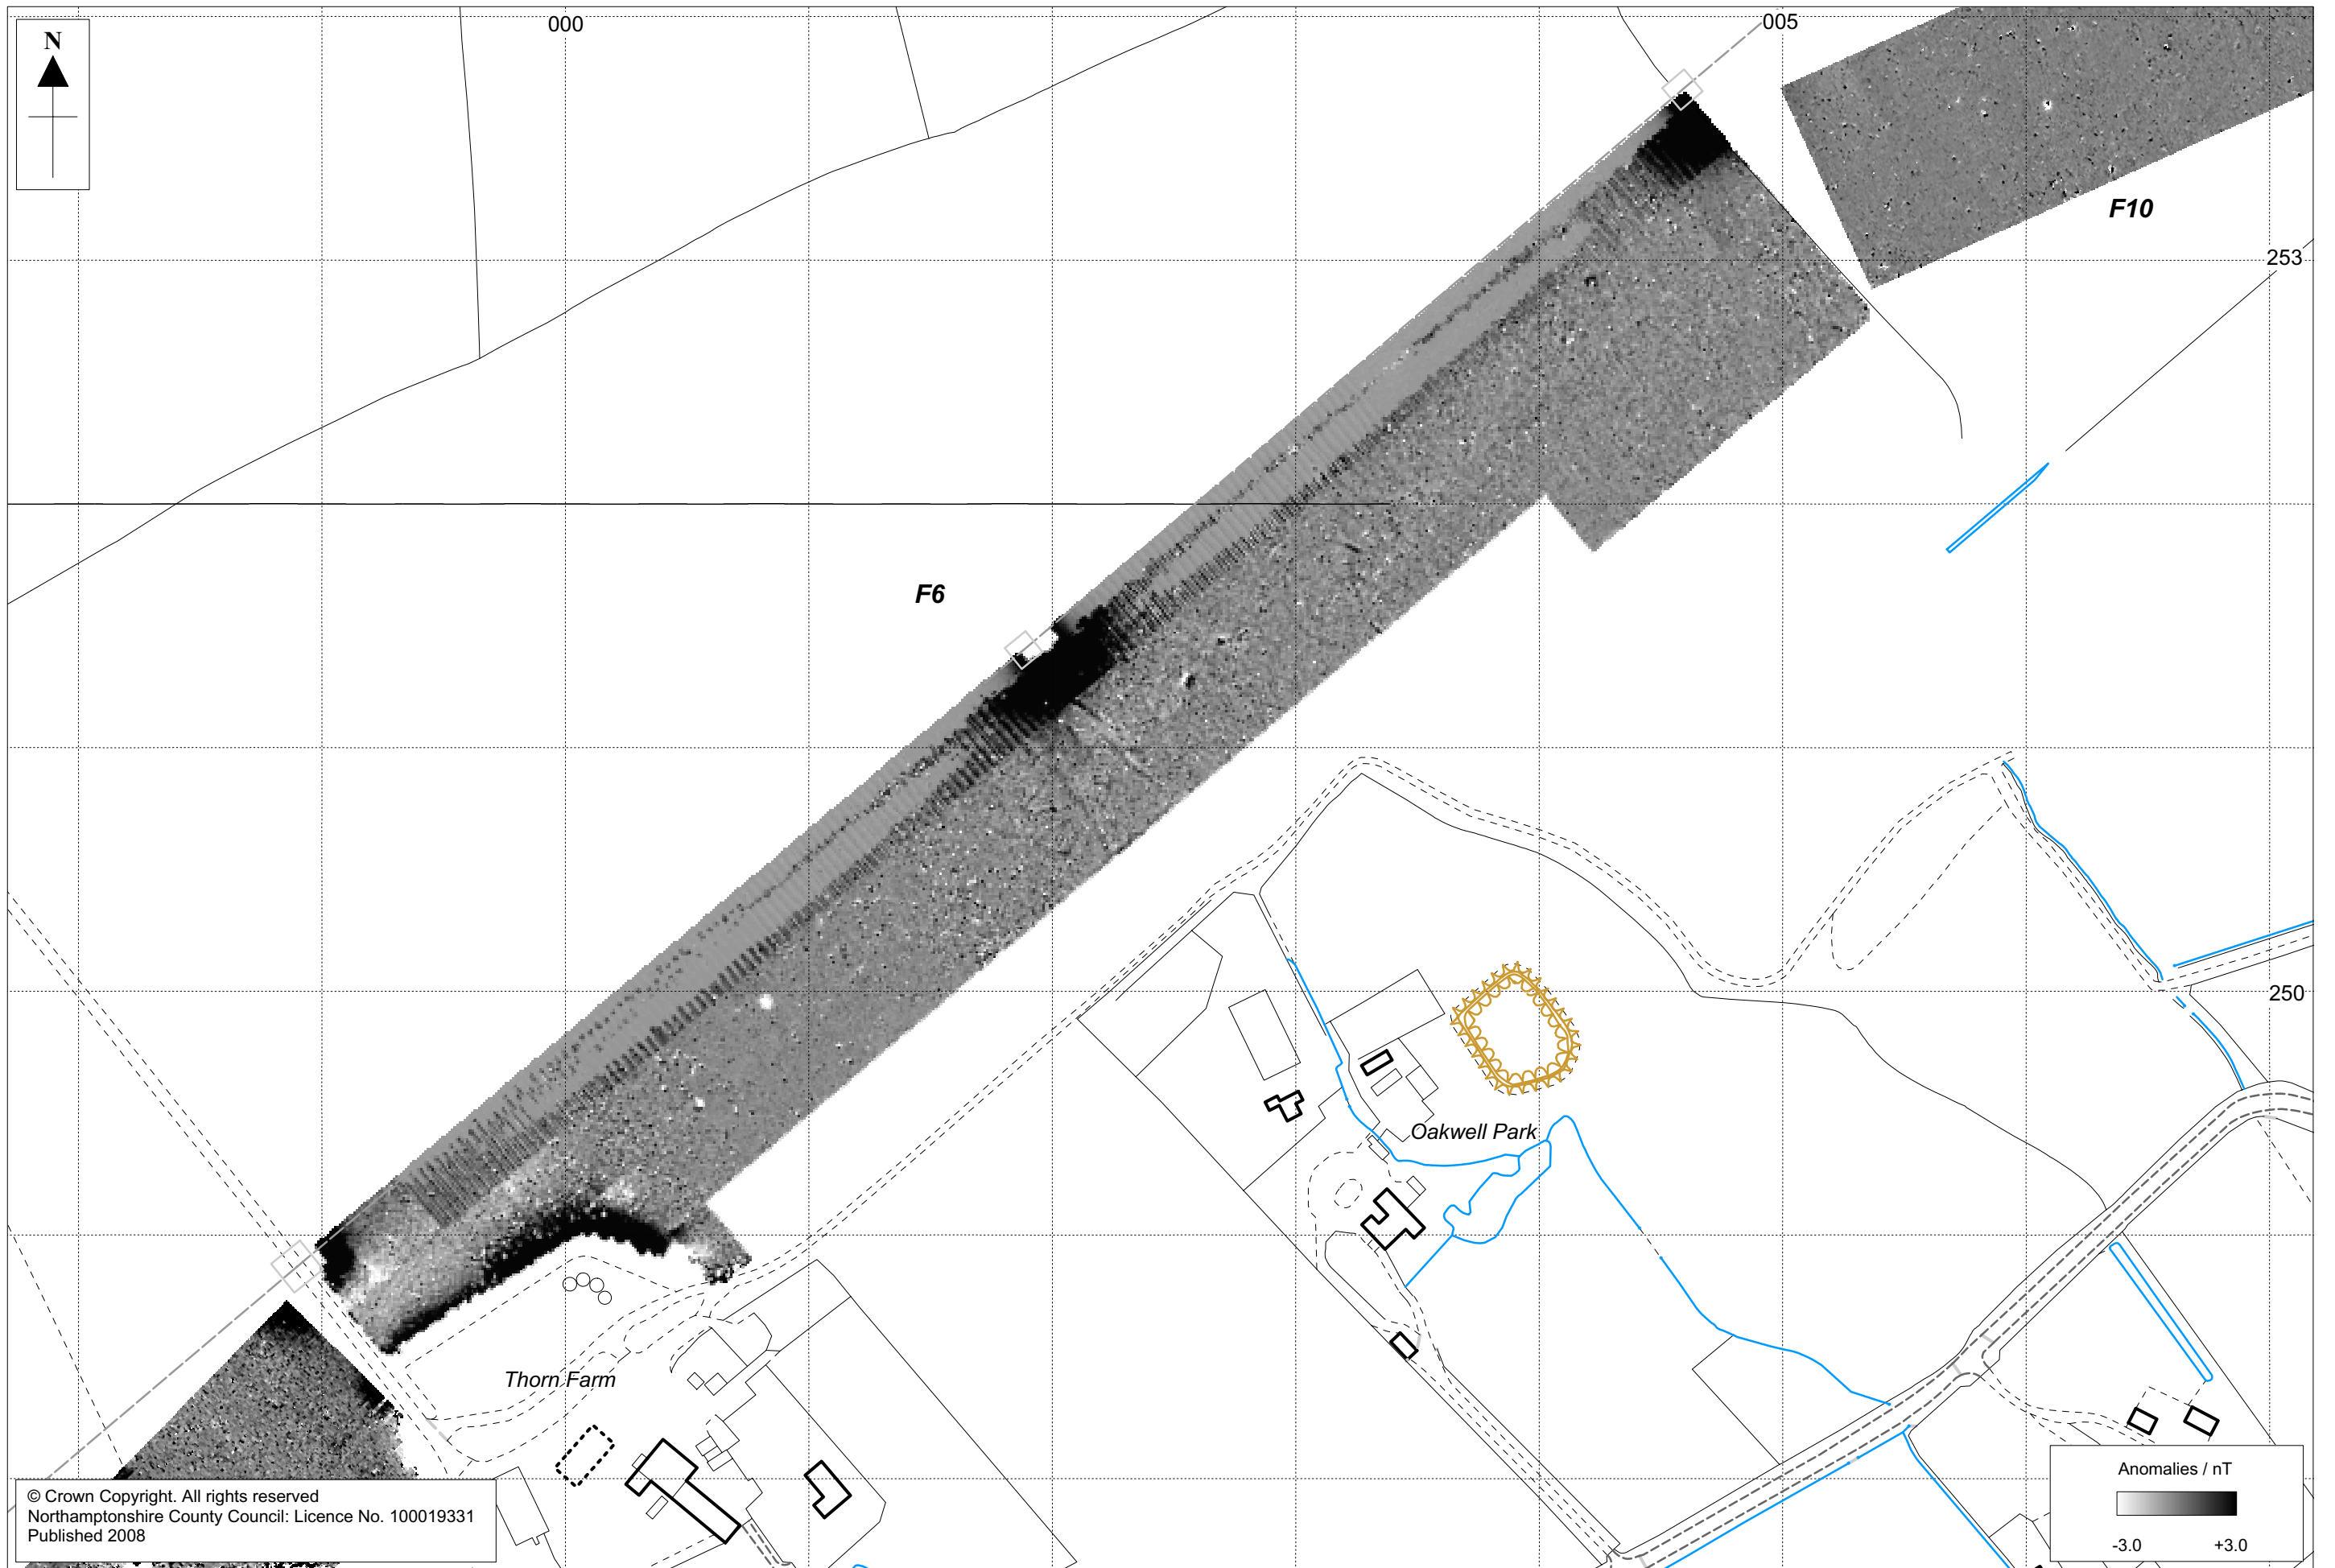 N
000
005
F10
253
F6
250
Oakwell Park
Thorn Farm
© Crown Copyright. All rights reserved
Northamptonshire County Council: Licence No. 100019331
Published 2008
Anomalies / nT
-3.0 +3.0